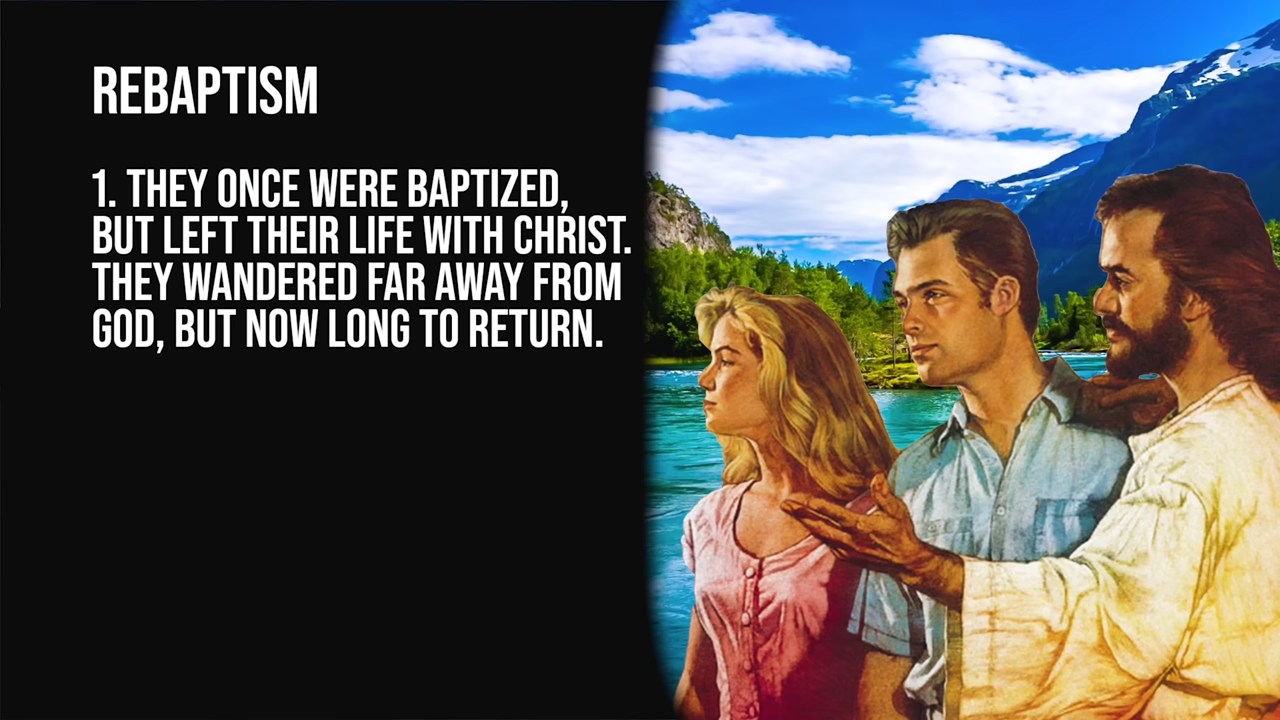 REBAPTISM
1. THEY ONCE WERE BAPTIZED,
BUT LEFT THEIR LIFE WITH CHRIST.
THEY WANDERED FAR AWAY FROM
GOD, BUT NOW LONG TO RETURN.